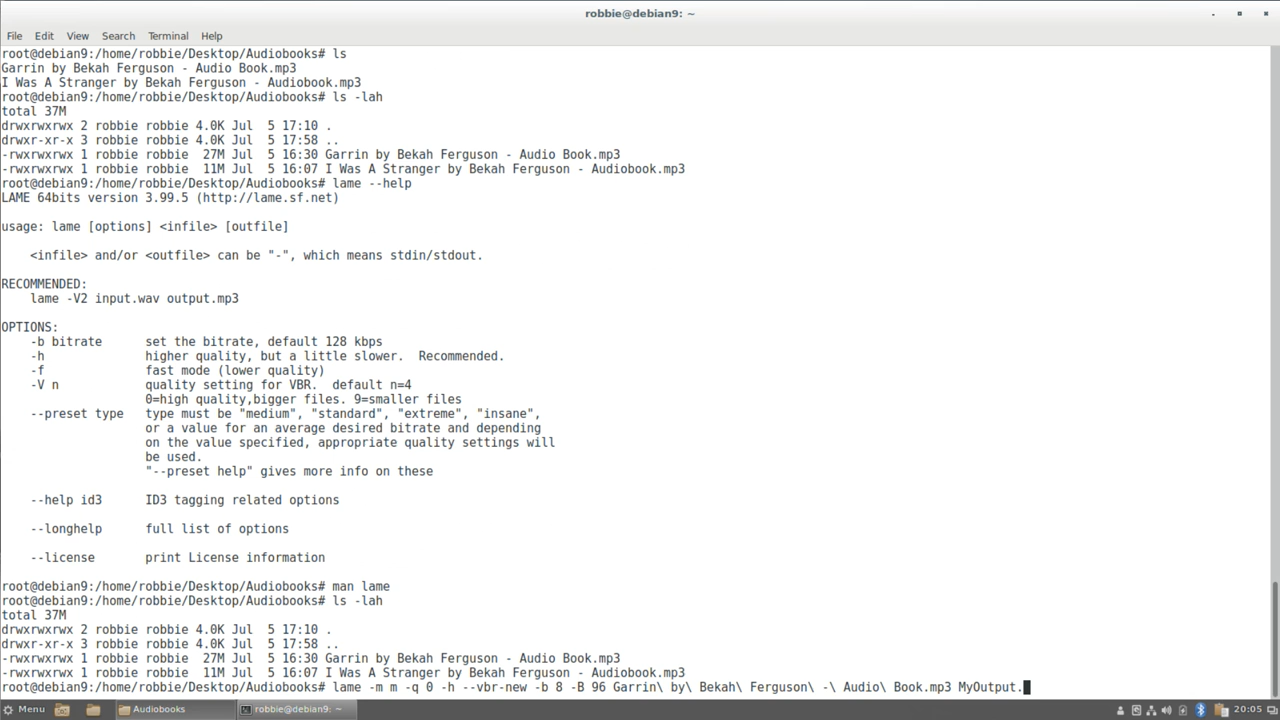 robbie@debian9: ~
File Edit View Search Terminal Help
root@debian9:/home/robbie/Desktop/Audiobooks# ls
Garrin by Bekah Ferguson - Audio Book.mp3
I Was A Stranger by Bekah Ferguson - Audiobook.mp3
root@debian9:/home/robbie/Desktop/Audiobooks# ls -lah
total 37M
drwxrwxrwx 2 robbie robbie 4.0K Jul  5 17:10 .
drwxr-xr-x 3 robbie robbie 4.0K Jul  5 17:58 ..
-rwxrwxrwx 1 robbie robbie  27M Jul  5 16:30 Garrin by Bekah Ferguson - Audio Book.mp3
-rwxrwxrwx 1 robbie robbie  11M Jul  5 16:07 I Was A Stranger by Bekah Ferguson - Audiobook.mp3
root@debian9:/home/robbie/Desktop/Audiobooks# lame --help
LAME 64bits version 3.99.5 (http://lame.sf.net)
usage: lame [options] <infile> [outfile]
<infile> and/or <outfile> can be "-", which means stdin/stdout.
RECOMMENDED:
lame -V2 input.wav output.mp3
OPTIONS:
-b bitrate      set the bitrate, default 128 kbps
-h              higher quality, but a little slower.  Recommended.
-f              fast mode (lower quality)
-V n            quality setting for VBR.  default n=4
0=high quality,bigger files. 9=smaller files
--preset type   type must be "medium", "standard", "extreme", "insane",
or a value for an average desired bitrate and depending
on the value specified, appropriate quality settings will
be used.
"--preset help" gives more info on these
--help id3      ID3 tagging related options
--longhelp      full list of options
--license       print License information
root@debian9:/home/robbie/Desktop/Audiobooks# man lame
root@debian9:/home/robbie/Desktop/Audiobooks# ls -lah
total 37M
drwxrwxrwx 2 robbie robbie 4.0K Jul  5 17:10 .
drwxr-xr-x 3 robbie robbie 4.0K Jul  5 17:58 ..
-rwxrwxrwx 1 robbie robbie  27M Jul  5 16:30 Garrin by Bekah Ferguson - Audio Book.mp3
-rwxrwxrwx 1 robbie robbie  11M Jul  5 16:07 I Was A Stranger by Bekah Ferguson - Audiobook.mp3
root@debian9:/home/robbie/Desktop/Audiobooks# lame -m m -q 0 -h --vbr-new -b 8 -B 96 Garrin\ by\ Bekah\ Ferguson\ -\ Audio\ Book.mp3 MyOutput.
Menu Audiobooks robbie@debian9: ~ 20:05